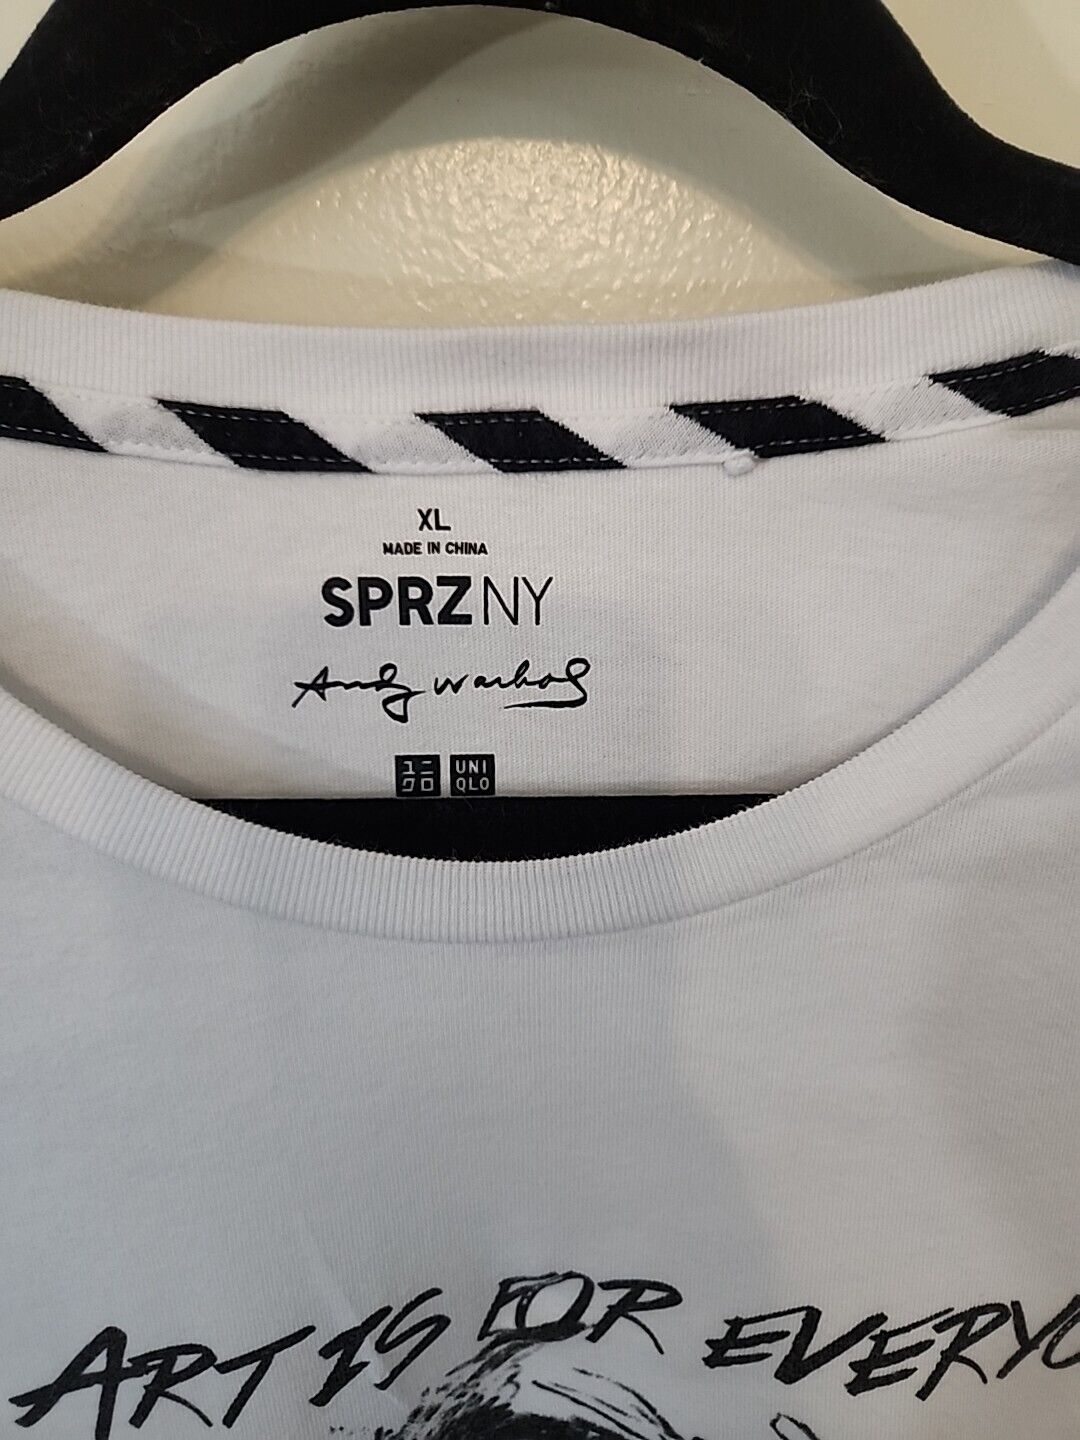 XL
MADE IN CHINA
SPRZ NY
Andy Warhol
ユニ UNI
クロ QLO
ART IS FOR EVERYO